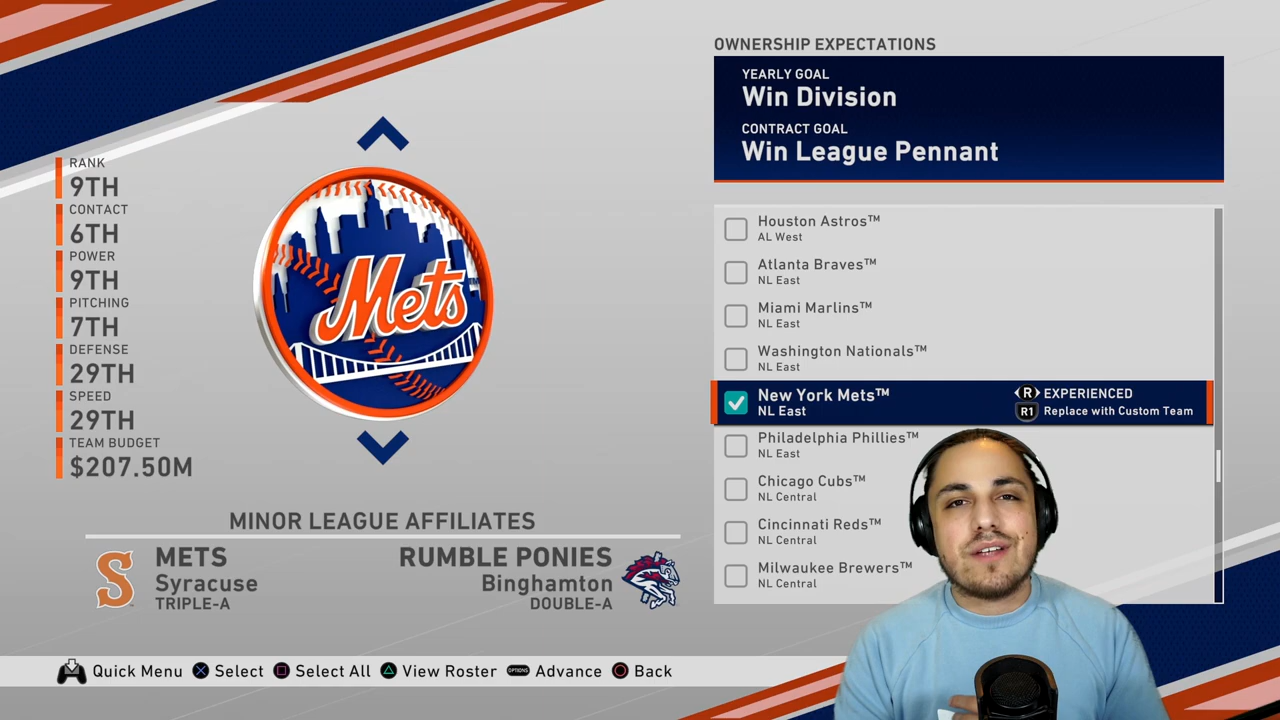 OWNERSHIP EXPECTATIONS
YEARLY GOAL
Win Division
CONTRACT GOAL
Win League Pennant
RANK
9TH
CONTACT
6TH
POWER
9TH
PITCHING
7TH
DEFENSE
29TH
SPEED
29TH
TEAM BUDGET
$207.50M
Mets
Houston Astros™
AL West
Atlanta Braves™
NL East
Miami Marlins™
NL East
Washington Nationals™
NL East
New York Mets™
NL East
R EXPERIENCED
R1 Replace with Custom Team
Philadelphia Phillies™
NL East
Chicago Cubs™
NL Central
Cincinnati Reds™
NL Central
Milwaukee Brewers™
NL Central
MINOR LEAGUE AFFILIATES
S
METS
Syracuse
TRIPLE-A
RUMBLE PONIES
Binghamton
DOUBLE-A
Quick Menu Select Select All View Roster OPTIONS Advance Back